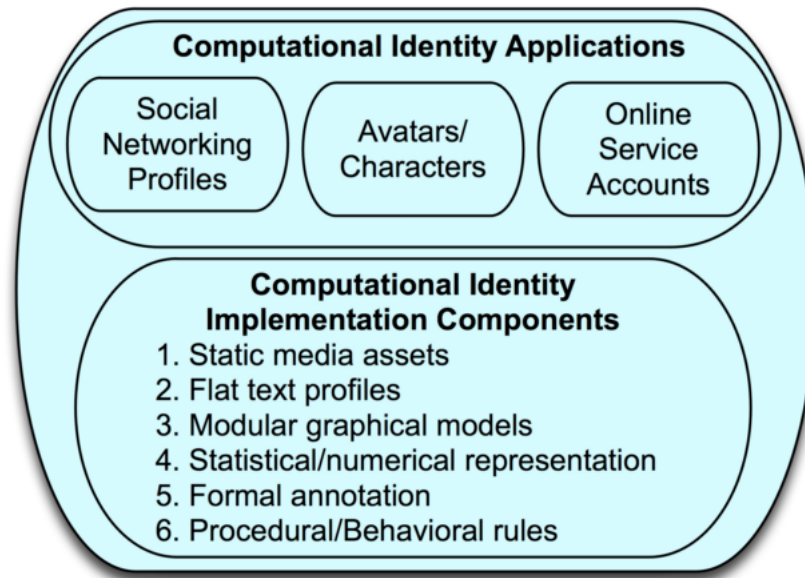 Computational Identity Applications
Social
Networking
Profiles
Avatars/
Characters
Online
Service
Accounts
Computational Identity
Implementation Components
1. Static media assets
2. Flat text profiles
3. Modular graphical models
4. Statistical/numerical representation
5. Formal annotation
6. Procedural/Behavioral rules